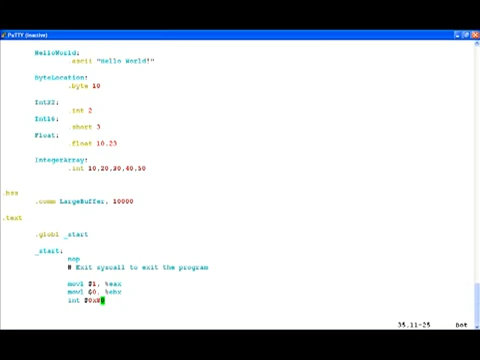 PuTTY (inactive)
HelloWorld:
.ascii "Hello World!"
ByteLocation:
.byte 10
Int32:
.int 2
Int16:
.short 3
Float:
.float 10.23
IntegerArray:
.int 10,20,30,40,50
.bss
.comm LargeBuffer, 10000
.text
.globl _start
_start:
nop
# Exit syscall to exit the program
movl $1, %eax
movl $0, %ebx
int $0x8
35,11-25 Bot